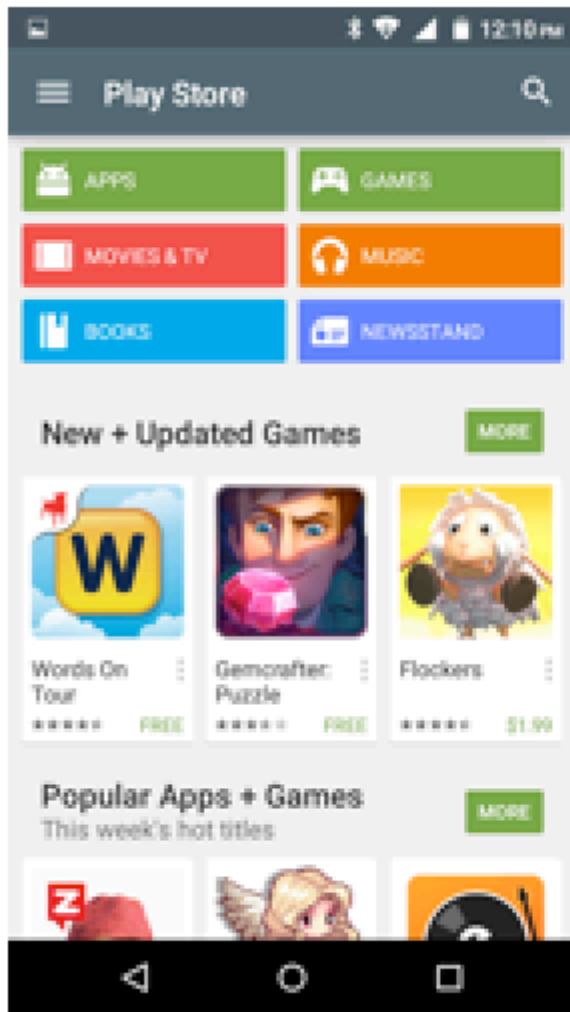 12:10 PM
Play Store
APPS
GAMES
MOVIES & TV
MUSIC
BOOKS
NEWSSTAND
New + Updated Games
MORE
W
Words On
Tour
FREE
Gemcrafter:
Puzzle
FREE
Flockers
$1.99
Popular Apps + Games
MORE
This week's hot titles
Z